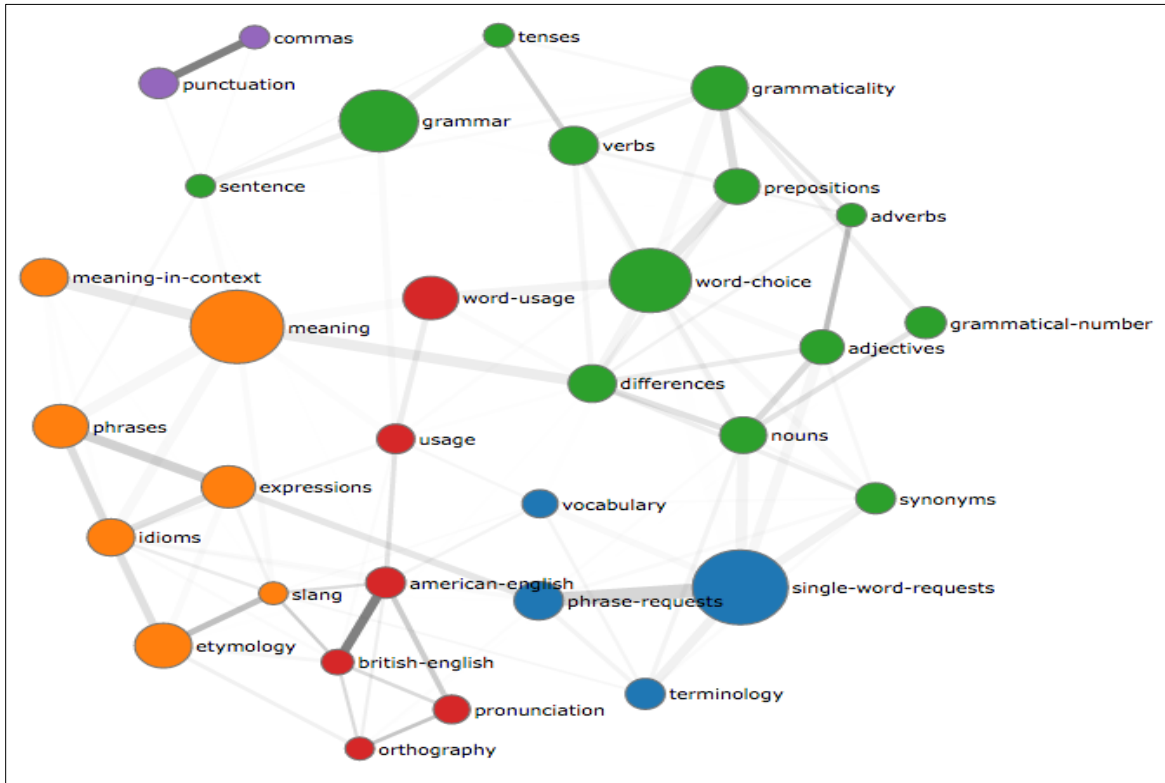 commas
tenses
punctuation
grammaticality
grammar
verbs
sentence
prepositions
adverbs
meaning-in-context
word-choice
word-usage
meaning
grammatical-number
adjectives
differences
phrases
usage
nouns
expressions
vocabulary
synonyms
idioms
american-english
single-word-requests
slang
phrase-requests
etymology
british-english
terminology
pronunciation
orthography